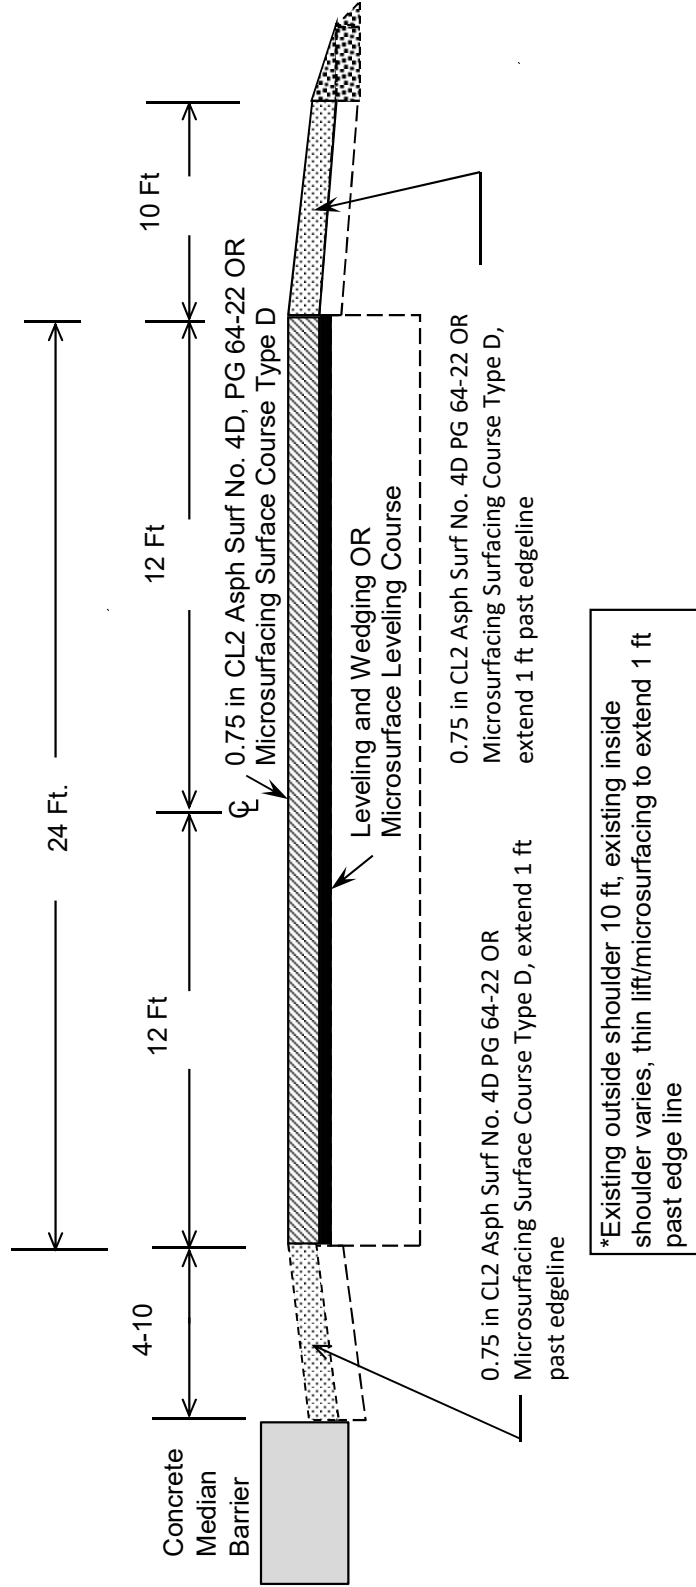 24 Ft.
4-10
12 Ft
12 Ft
10 Ft
Concrete
Median
Barrier
CL
0.75 in CL2 Asph Surf No. 4D, PG 64-22 OR
Microsurfacing Surface Course Type D
Leveling and Wedging OR
Microsurface Leveling Course
0.75 in CL2 Asph Surf No. 4D PG 64-22 OR
Microsurfacing Surface Course Type D, extend 1 ft
past edgeline
0.75 in CL2 Asph Surf No. 4D PG 64-22 OR
Microsurfacing Surfacing Course Type D,
extend 1 ft past edgeline
*Existing outside shoulder 10 ft, existing inside
shoulder varies, thin lift/microsurfacing to extend 1 ft
past edge line